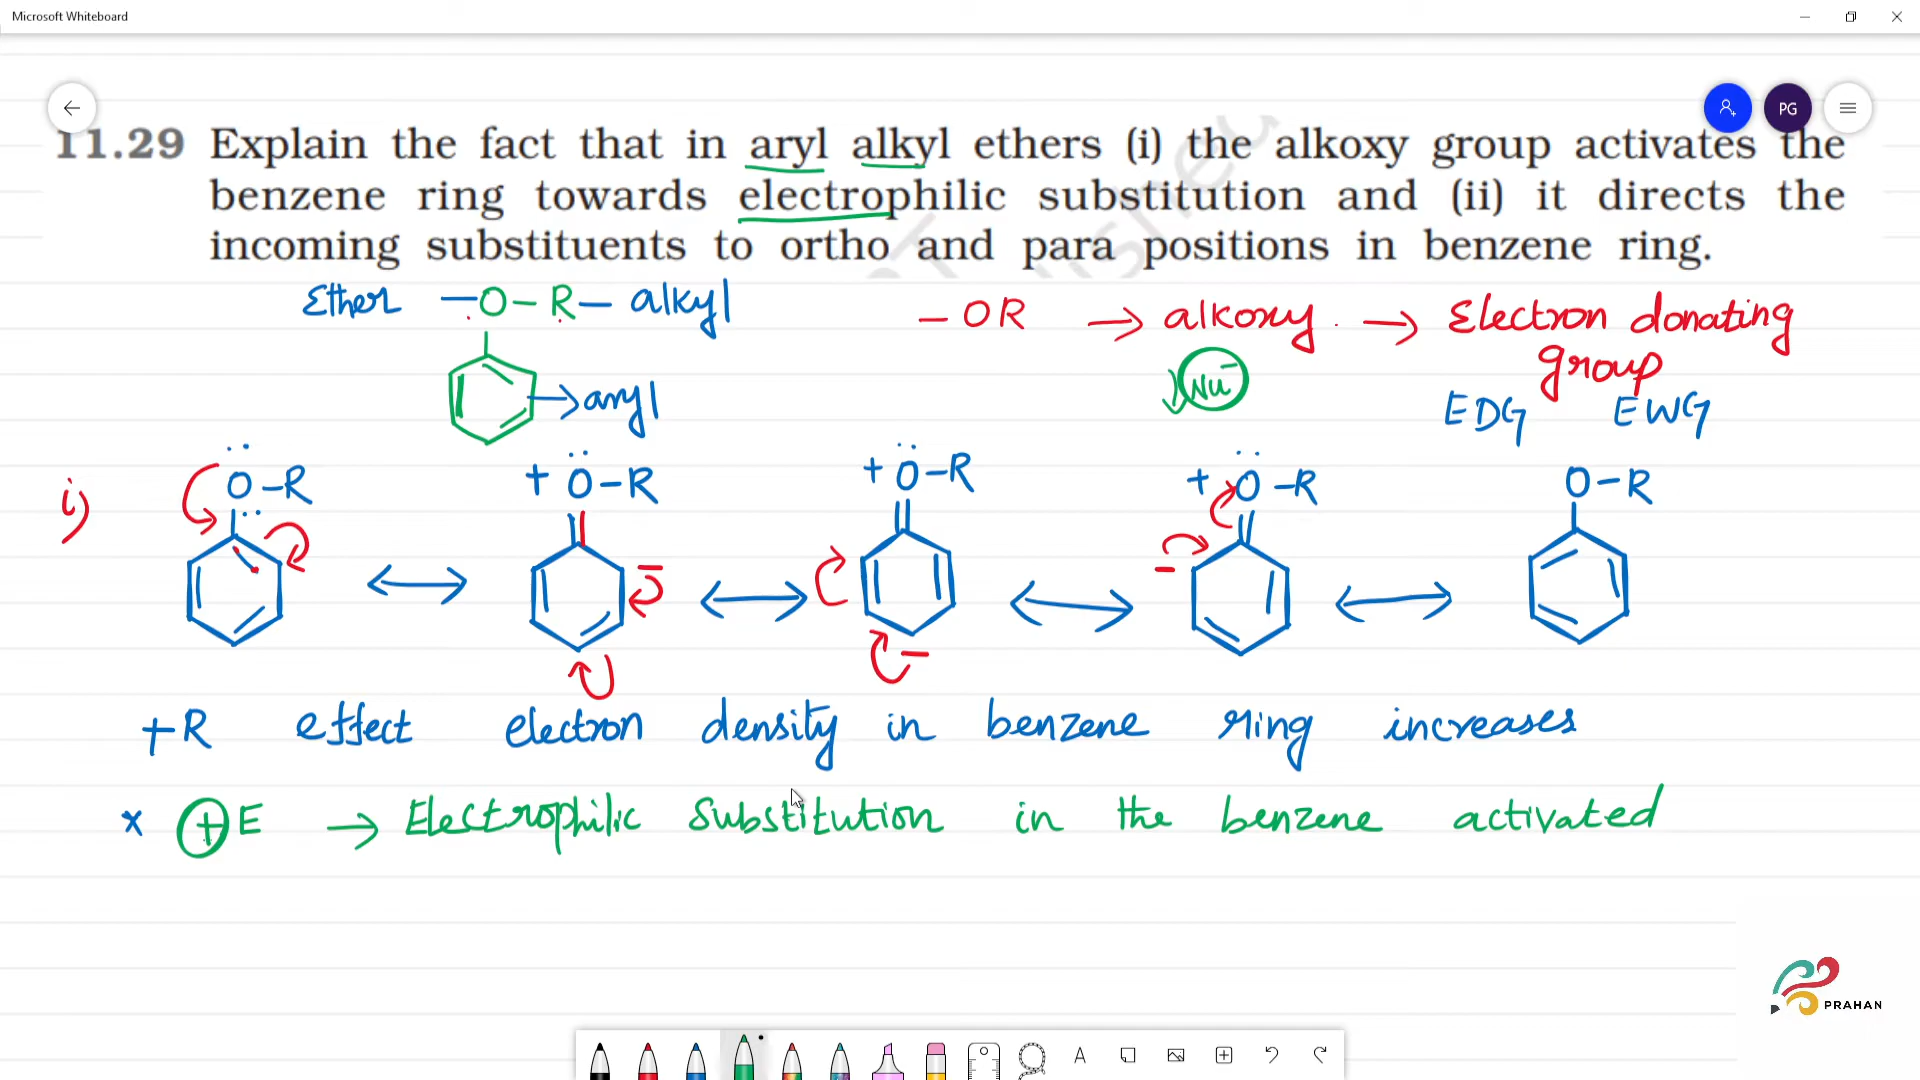 Microsoft Whiteboard
PG
11.29 Explain the fact that in aryl alkyl ethers (i) the alkoxy group activates the
benzene ring towards electrophilic substitution and (ii) it directs the
incoming substituents to ortho and para positions in benzene ring.
Ether —O—R— alkyl
—OR → alkoxy → Electron donating
group
Nu⁻
→ aryl
EDG EWG
i)
O—R
+ O—R
+ O—R
+ O—R
O—R
+R effect electron density in benzene ring increases
x + E → Electrophilic Substitution in the benzene activated
PRAHAN
A